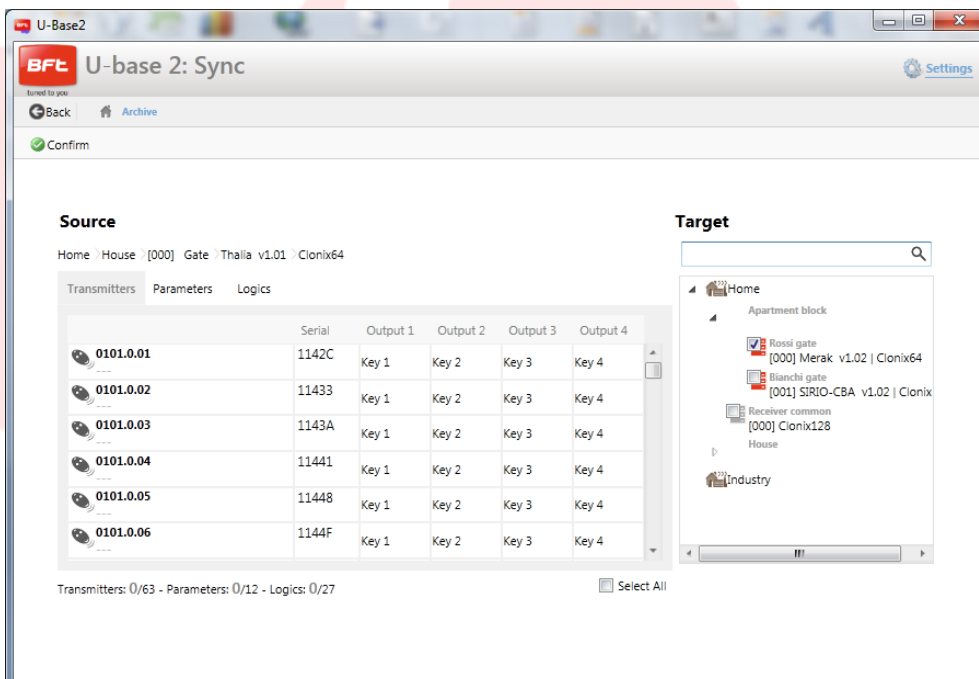 U-Base2
BFt
tuned to you
U-base 2: Sync
Settings
Back
Archive
Confirm
Source
Home House [000] Gate Thalia v1.01 Clonix64
Transmitters Parameters Logics
Serial Output 1 Output 2 Output 3 Output 4
0101.0.01 1142C Key 1 Key 2 Key 3 Key 4
---
0101.0.02 11433 Key 1 Key 2 Key 3 Key 4
---
0101.0.03 1143A Key 1 Key 2 Key 3 Key 4
---
0101.0.04 11441 Key 1 Key 2 Key 3 Key 4
---
0101.0.05 11448 Key 1 Key 2 Key 3 Key 4
---
0101.0.06 1144F Key 1 Key 2 Key 3 Key 4
---
Transmitters: 0/63 - Parameters: 0/12 - Logics: 0/27
Select All
Target
Home
Apartment block
Rossi gate
[000] Merak v1.02 | Clonix64
Bianchi gate
[001] SIRIO-CBA v1.02 | Clonix
Receiver common
[000] Clonix128
House
Industry